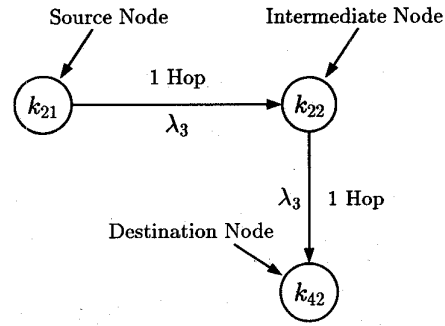 Source Node
Intermediate Node
1 Hop
k₂₁
k₂₂
λ₃
λ₃
1 Hop
Destination Node
k₄₂